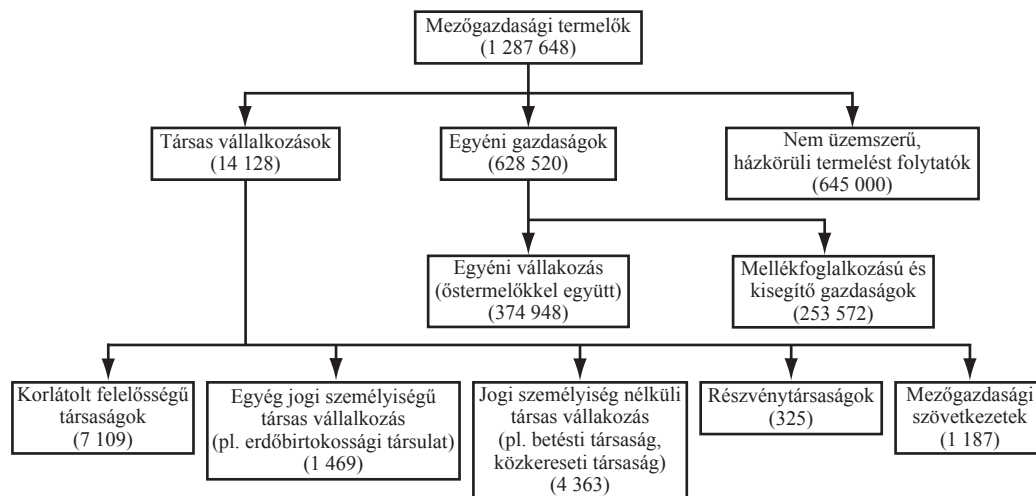 Mezőgazdasági termelők
(1 287 648)
Társas vállalkozások
(14 128)
Egyéni gazdaságok
(628 520)
Nem üzemszerű,
házkörüli termelést folytatók
(645 000)
Egyéni vállakozás
(őstermelőkkel együtt)
(374 948)
Mellékfoglalkozású és
kisegítő gazdaságok
(253 572)
Korlátolt felelősségű
társaságok
(7 109)
Egyég jogi személyiségű
társas vállalkozás
(pl. erdőbirtokossági társulat)
(1 469)
Jogi személyiség nélküli
társas vállakozás
(pl. betésti társaság,
közkereseti társaság)
(4 363)
Részvénytársaságok
(325)
Mezőgazdasági
szövetkezetek
(1 187)